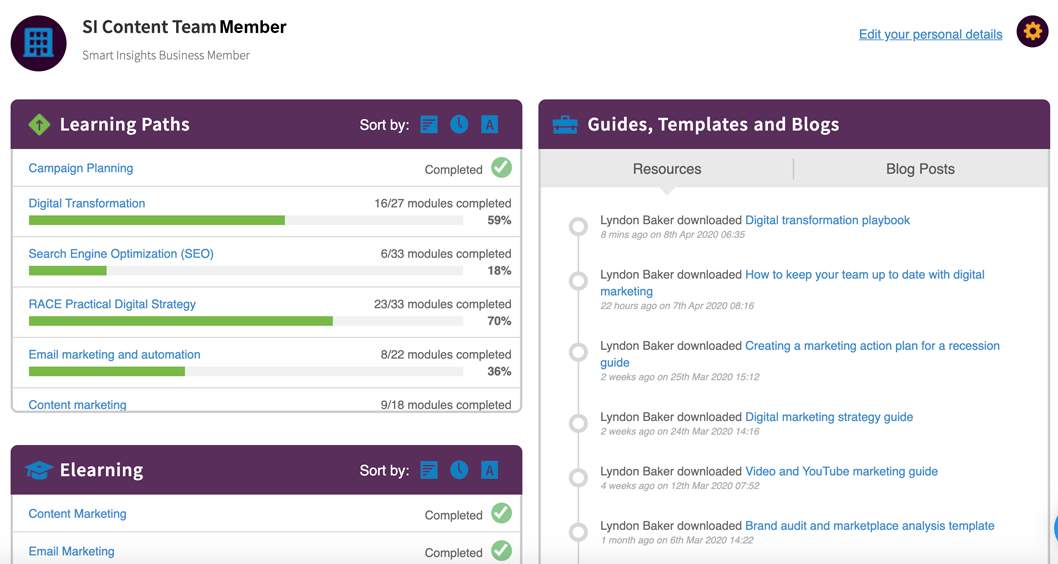 SI Content Team Member
Smart Insights Business Member
Edit your personal details
Learning Paths
Sort by:
A
Campaign Planning
Completed
Digital Transformation
16/27 modules completed
59%
Search Engine Optimization (SEO)
6/33 modules completed
18%
RACE Practical Digital Strategy
23/33 modules completed
70%
Email marketing and automation
8/22 modules completed
36%
Content marketing
9/18 modules completed
Elearning
Sort by:
A
Content Marketing
Completed
Email Marketing
Completed
Guides, Templates and Blogs
Resources
Blog Posts
Lyndon Baker downloaded Digital transformation playbook
8 mins ago on 8th Apr 2020 06:35
Lyndon Baker downloaded How to keep your team up to date with digital
marketing
22 hours ago on 7th Apr 2020 08:16
Lyndon Baker downloaded Creating a marketing action plan for a recession
guide
2 weeks ago on 25th Mar 2020 15:12
Lyndon Baker downloaded Digital marketing strategy guide
2 weeks ago on 24th Mar 2020 14:16
Lyndon Baker downloaded Video and YouTube marketing guide
4 weeks ago on 12th Mar 2020 07:52
Lyndon Baker downloaded Brand audit and marketplace analysis template
1 month ago on 6th Mar 2020 14:22